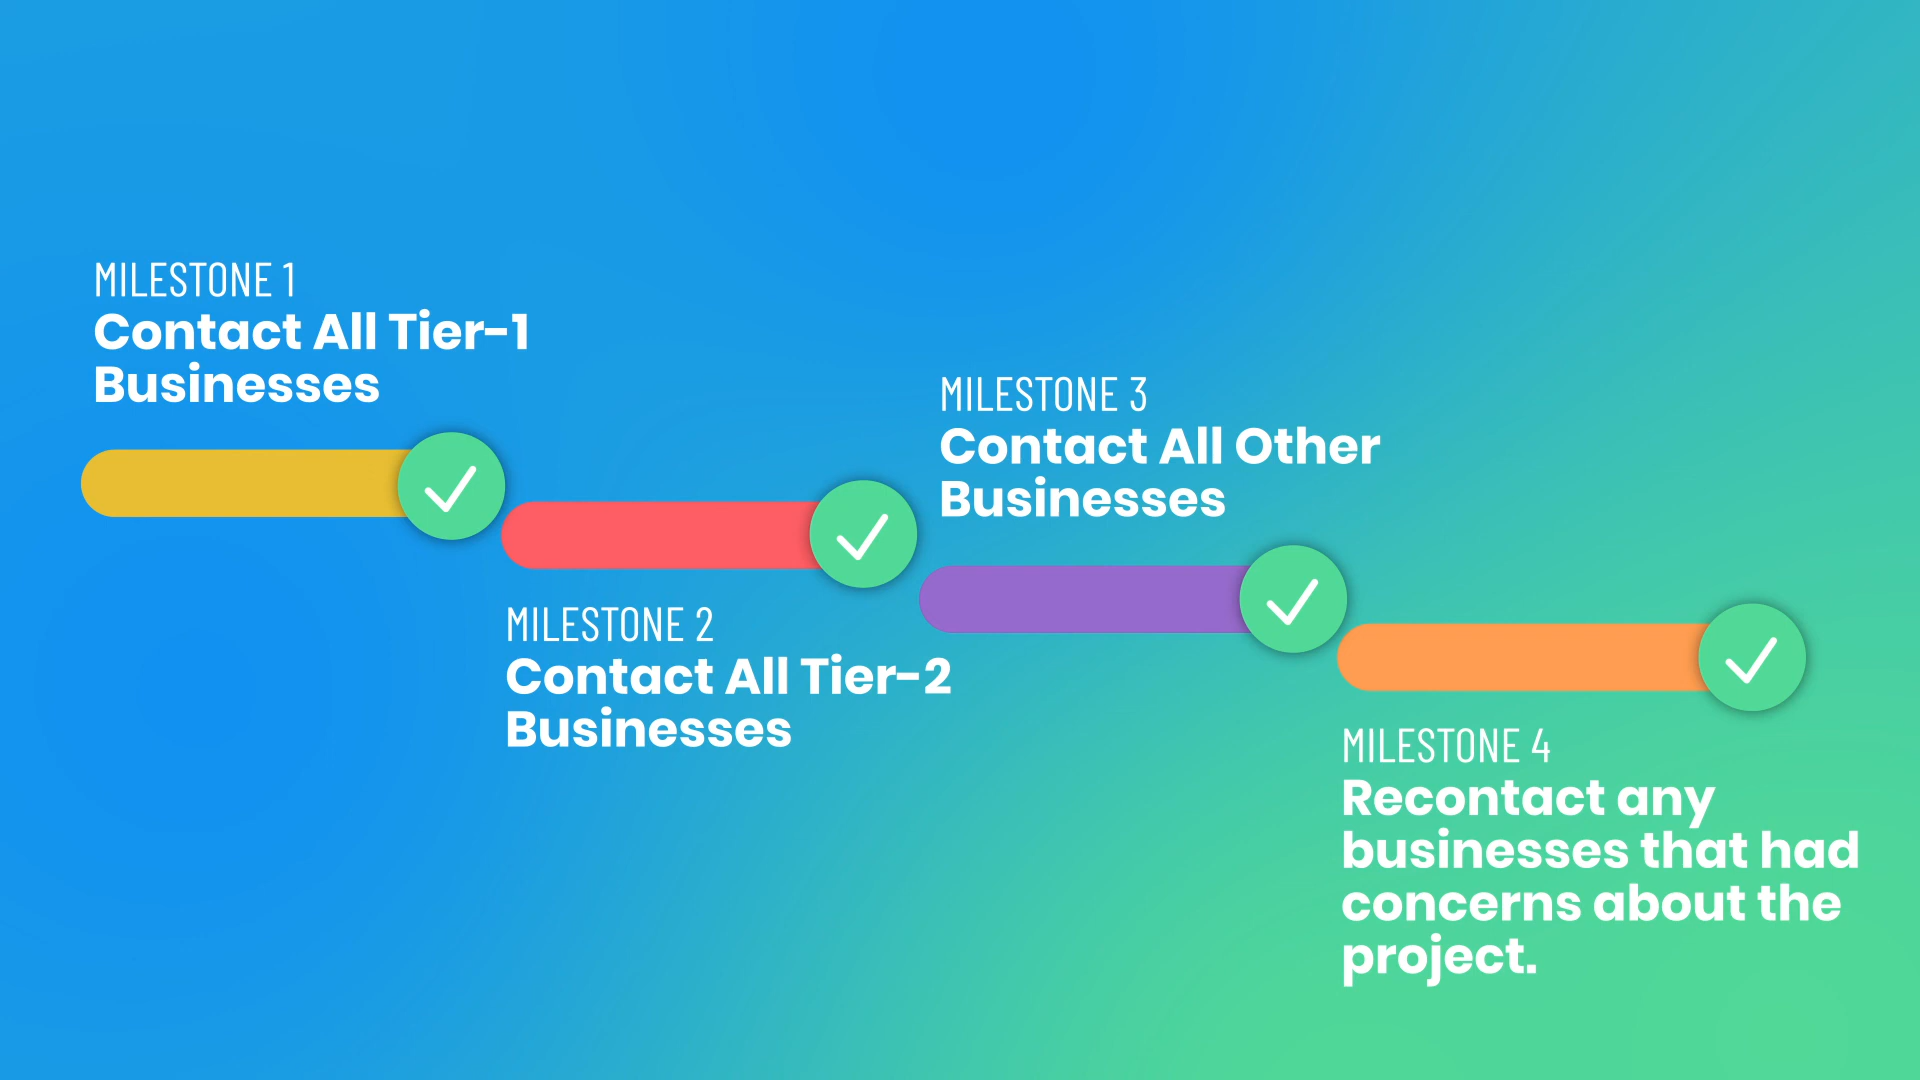 MILESTONE 1
Contact All Tier-1
Businesses
MILESTONE 2
Contact All Tier-2
Businesses
MILESTONE 3
Contact All Other
Businesses
MILESTONE 4
Recontact any
businesses that had
concerns about the
project.